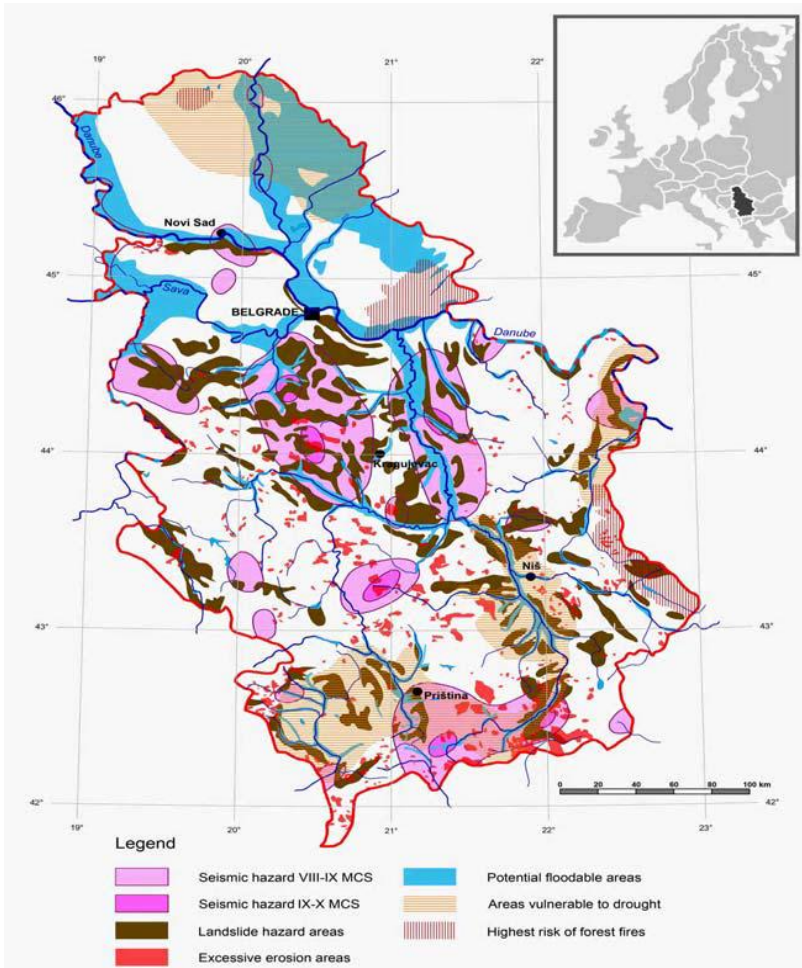 19°
20°
21°
22°
46°
Danube
Novi Sad
45°
45°
Sava
BELGRADE
Danube
44°
44°
Kragujevac
Niš
43°
43°
Priština
0 20 40 60 80 100 km
42°
42°
19°
20°
21°
22°
23°
Legend
Seismic hazard VIII-IX MCS
Seismic hazard IX-X MCS
Landslide hazard areas
Excessive erosion areas
Potential floodable areas
Areas vulnerable to drought
Highest risk of forest fires